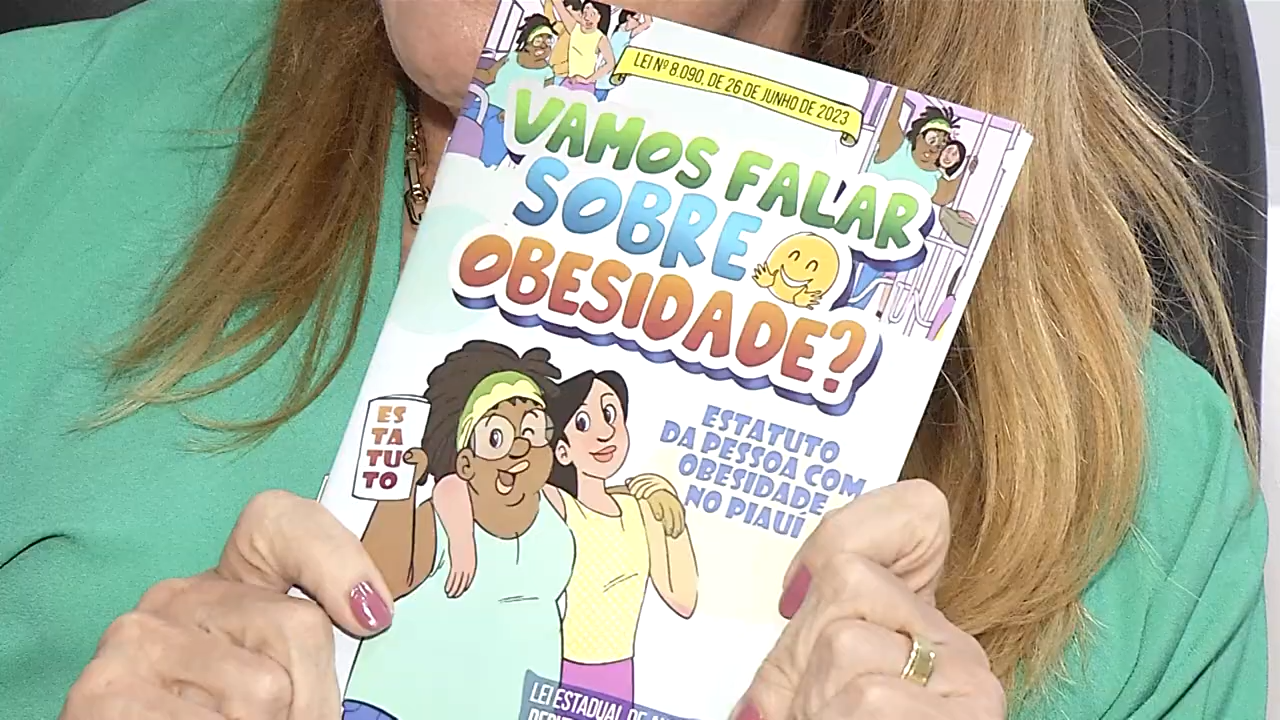 LEI Nº 8.090, DE 26 DE JUNHO DE 2023
VAMOS FALAR
SOBRE
OBESIDADE?
ES
TA
TU
TO
ESTATUTO
DA PESSOA COM
OBESIDADE
NO PIAUÍ
LEI ESTADUAL DE